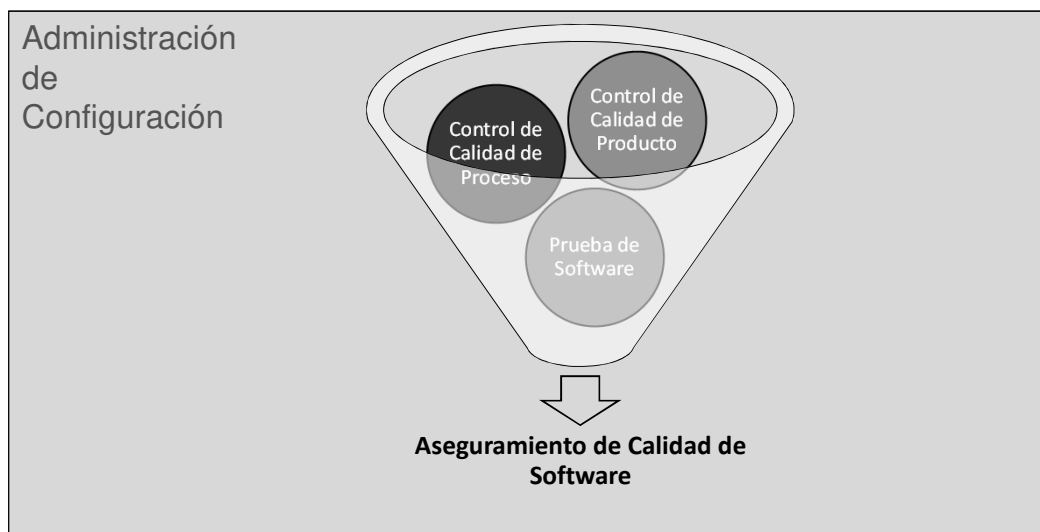 Administración
de
Configuración
Control de
Calidad de
Proceso
Control de
Calidad de
Producto
Prueba de
Software
Aseguramiento de Calidad de
Software